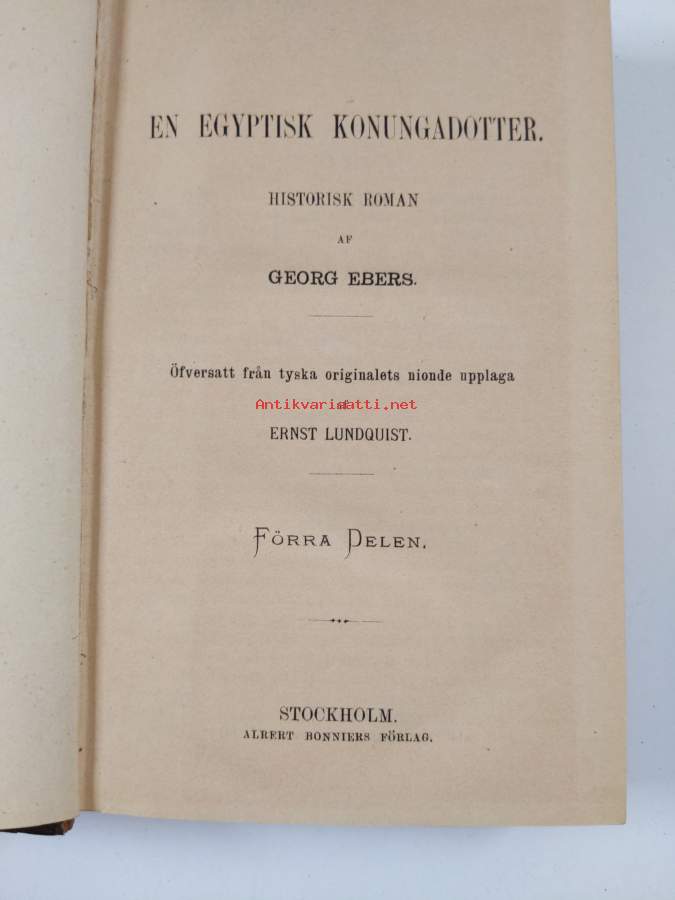 EN EGYPTISK KONUNGADOTTER.
HISTORISK ROMAN
AF
GEORG EBERS.
Öfversatt från tyska originalets nionde upplaga
Antikvariaatti.net
ERNST LUNDQUIST.
FÖRRA DELEN.
STOCKHOLM.
ALBERT BONNIERS FÖRLAG.